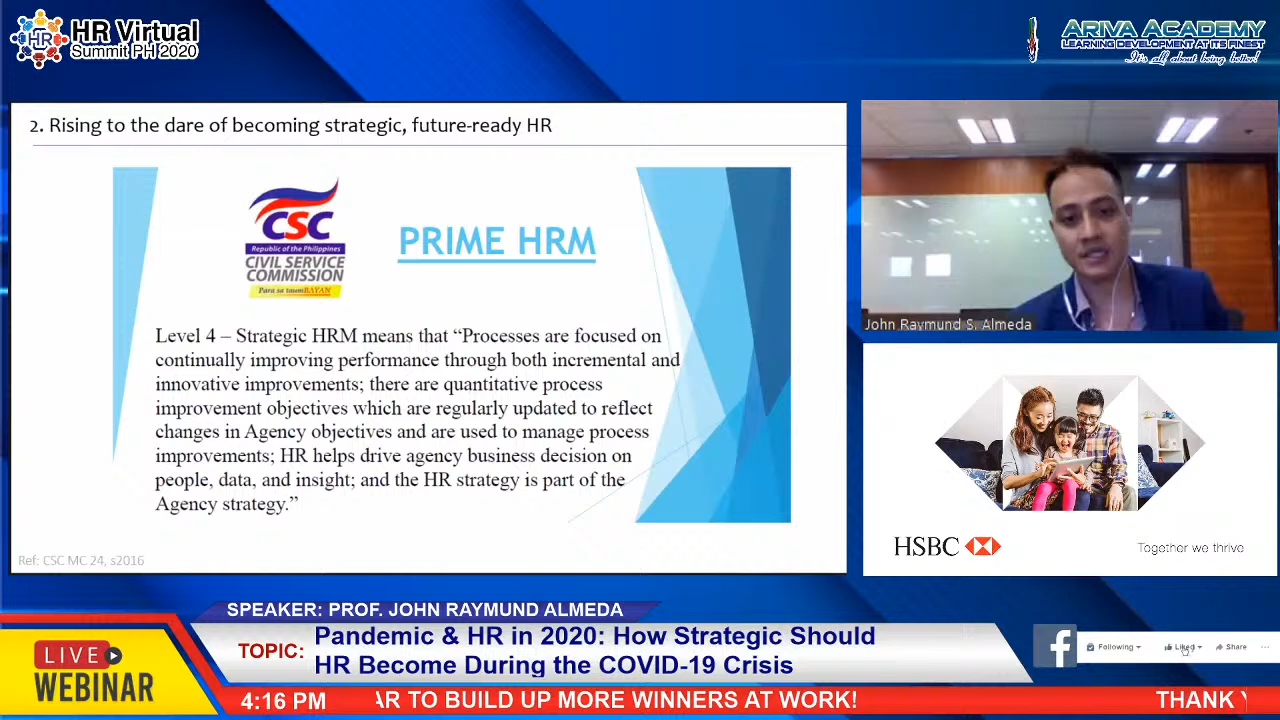 HR Virtual
Summit PH 2020
HR
ARIVA ACADEMY
LEARNING DEVELOPMENT AT ITS FINEST
It's all about being better!
2. Rising to the dare of becoming strategic, future-ready HR
CSC
Republic of the Philippines
CIVIL SERVICE
COMMISSION
Para sa taumBAYAN
PRIME HRM
Level 4 – Strategic HRM means that “Processes are focused on
continually improving performance through both incremental and
innovative improvements; there are quantitative process
improvement objectives which are regularly updated to reflect
changes in Agency objectives and are used to manage process
improvements; HR helps drive agency business decision on
people, data, and insight; and the HR strategy is part of the
Agency strategy.”
Ref: CSC MC 24, s2016
John Raymund S. Almeda
HSBC
Together we thrive
SPEAKER: PROF. JOHN RAYMUND ALMEDA
TOPIC:
Pandemic & HR in 2020: How Strategic Should
HR Become During the COVID-19 Crisis
LIVE
WEBINAR
f
Following
Liked
Share
4:16 PM
AR TO BUILD UP MORE WINNERS AT WORK!
THANK